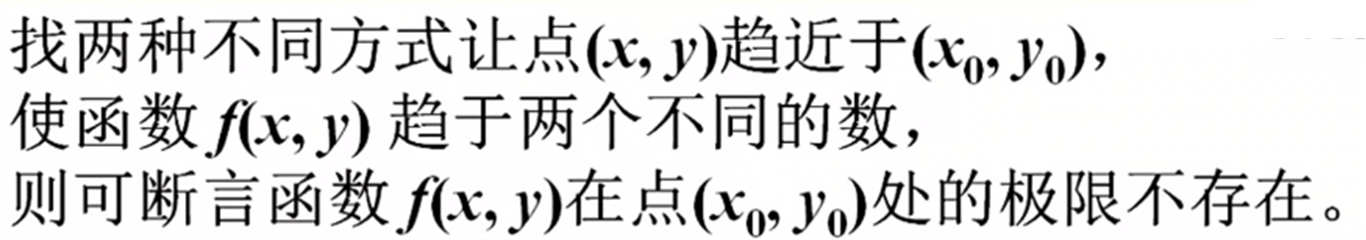 找两种不同方式让点(x, y)趋近于(x₀, y₀)，
使函数 f(x, y) 趋于两个不同的数，
则可断言函数 f(x, y)在点(x₀, y₀)处的极限不存在。